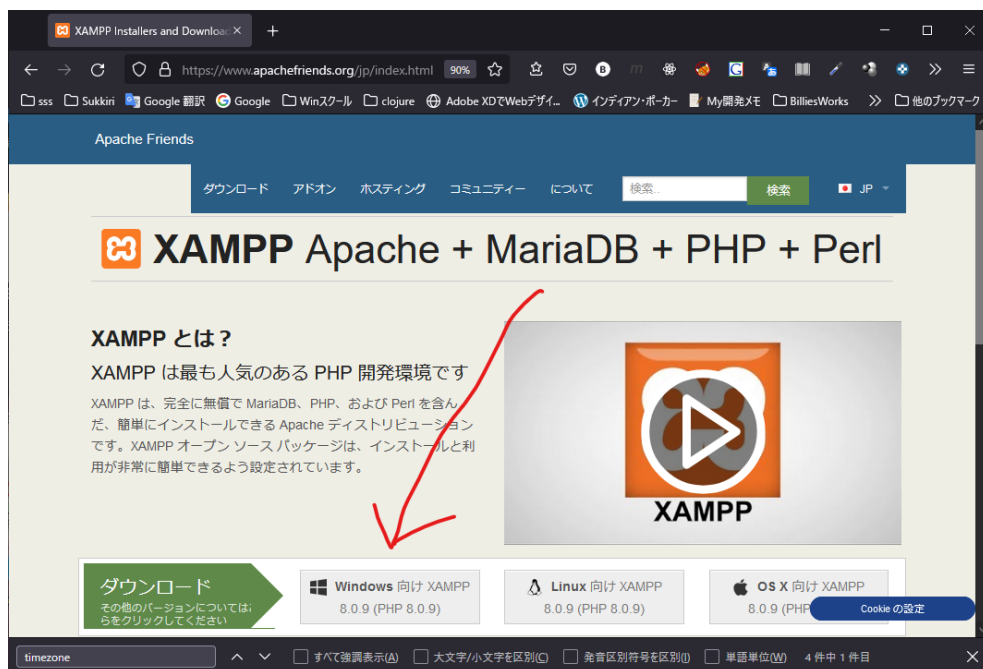 XAMPP Installers and Downloa
https://www.apachefriends.org/jp/index.html 90%
sss Sukkiri Google 翻訳 Google Winスクール clojure Adobe XDでWebデザイ... インディアン・ポーカー My開発メモ BilliesWorks 他のブックマーク
Apache Friends
ダウンロード アドオン ホスティング コミュニティー について 検索.. 検索 JP
XAMPP Apache + MariaDB + PHP + Perl
XAMPP とは？
XAMPP は最も人気のある PHP 開発環境です
XAMPP は、完全に無償で MariaDB、PHP、および Perl を含ん
だ、簡単にインストールできる Apache ディストリビューション
です。XAMPP オープン ソース パッケージは、インストールと利
用が非常に簡単できるよう設定されています。
XAMPP
ダウンロード
その他のバージョンについてはこ
らをクリックしてください
Windows 向け XAMPP
8.0.9 (PHP 8.0.9)
Linux 向け XAMPP
8.0.9 (PHP 8.0.9)
OS X 向け XAMPP
8.0.9 (PHP
Cookie の設定
timezone すべて強調表示(A) 大文字/小文字を区別(C) 発音区別符号を区別(I) 単語単位(W) 4 件中 1 件目